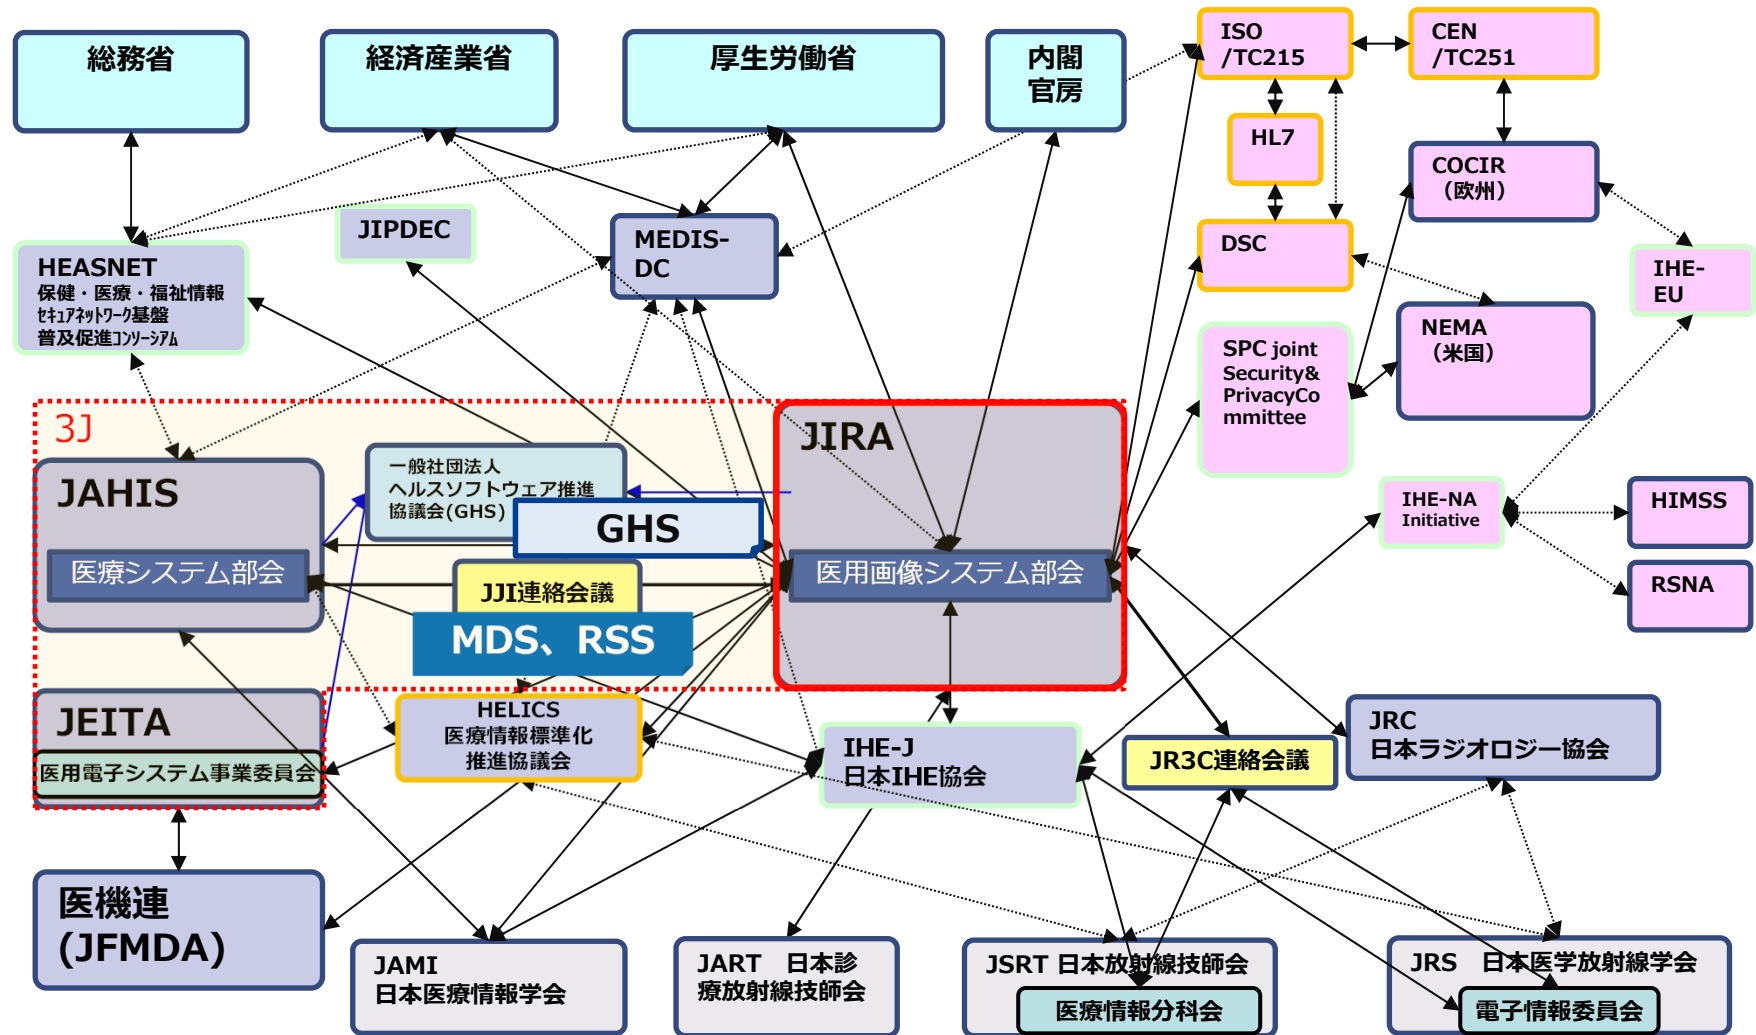 総務省
経済産業省
厚生労働省
内閣
官房
ISO
/TC215
CEN
/TC251
HL7
COCIR
（欧州）
DSC
IHE-
EU
NEMA
（米国）
SPC joint
Security&
PrivacyCo
mmittee
JIPDEC
MEDIS-
DC
HEASNET
保健・医療・福祉情報
ｾｷｭｱﾈｯﾄﾜｰｸ基盤
普及促進ｺﾝｿｰｼｱﾑ
3J
JAHIS
医療システム部会
一般社団法人
ヘルスソフトウェア推進
協議会(GHS)
GHS
JJI連絡会議
MDS、RSS
JIRA
医用画像システム部会
IHE-NA
Initiative
HIMSS
RSNA
JEITA
医用電子システム事業委員会
HELICS
医療情報標準化
推進協議会
IHE-J
日本IHE協会
JR3C連絡会議
JRC
日本ラジオロジー協会
医機連
(JFMDA)
JAMI
日本医療情報学会
JART　日本診
療放射線技師会
JSRT 日本放射線技師会
医療情報分科会
JRS　日本医学放射線学会
電子情報委員会